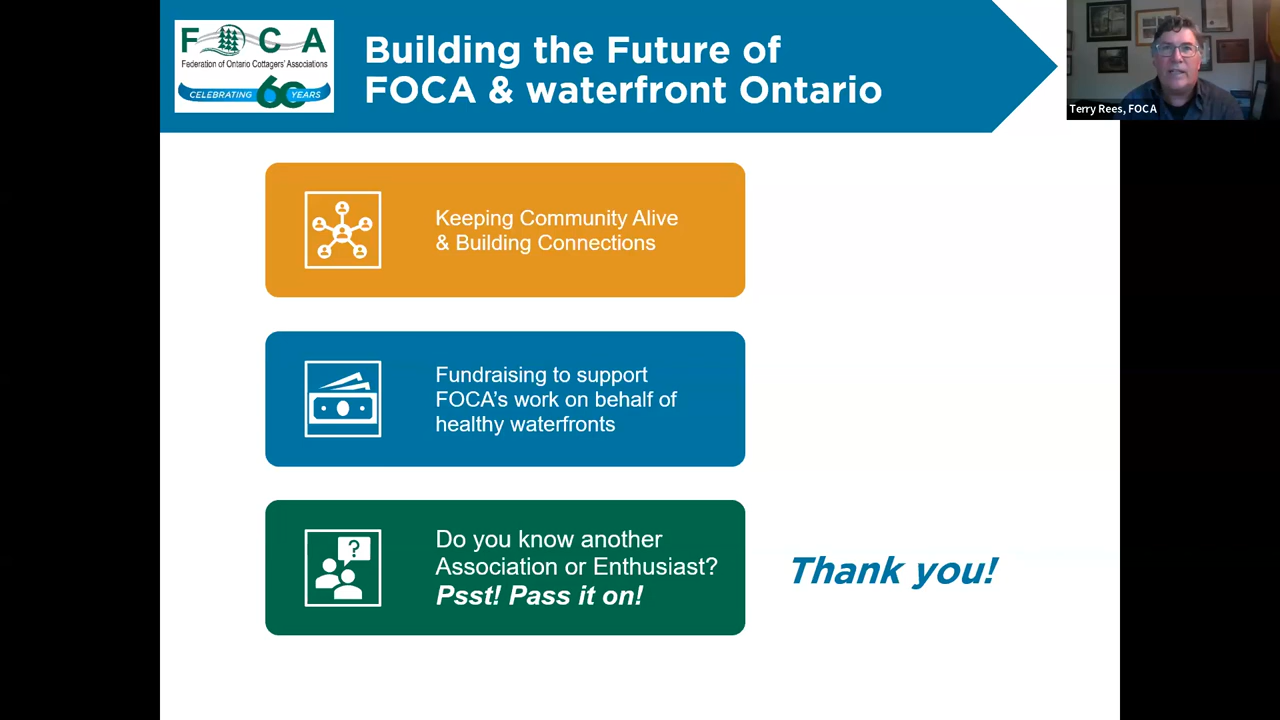 F O C A
Federation of Ontario Cottagers' Associations
CELEBRATING 60 YEARS
Building the Future of
FOCA & waterfront Ontario
Terry Rees, FOCA
Keeping Community Alive
& Building Connections
Fundraising to support
FOCA's work on behalf of
healthy waterfronts
?
Do you know another
Association or Enthusiast?
Psst! Pass it on!
Thank you!